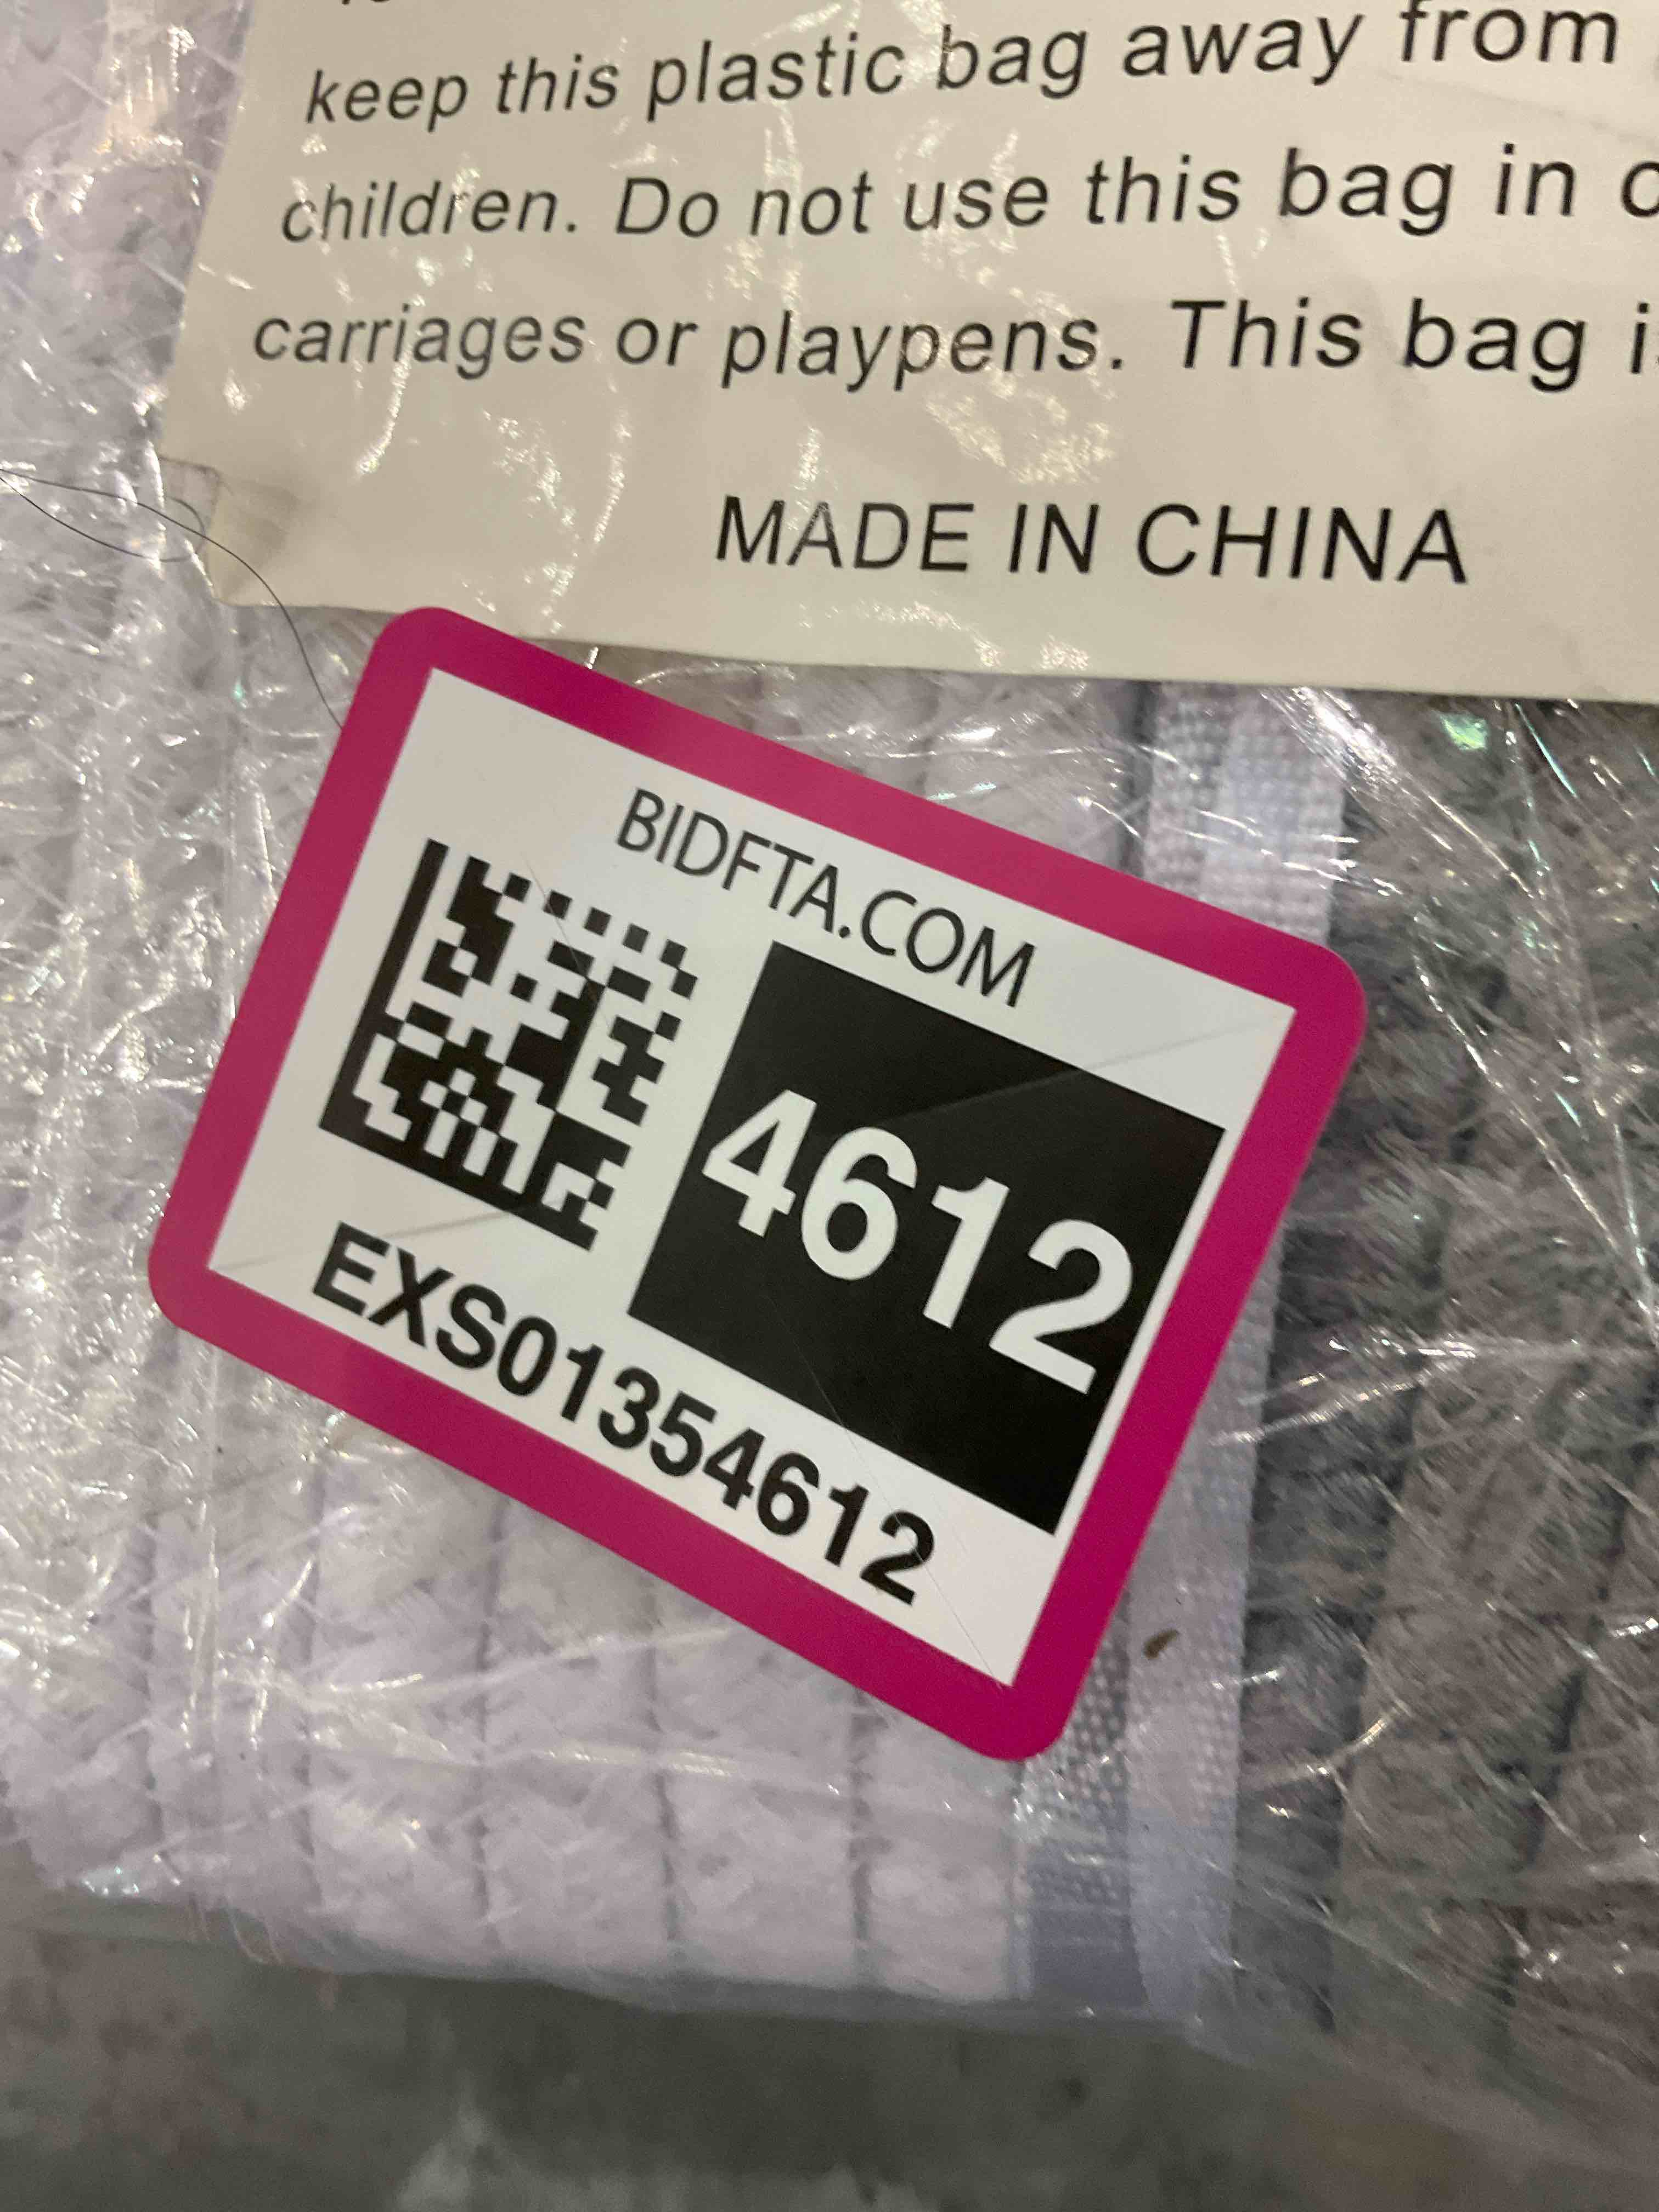 keep this plastic bag away from
children. Do not use this bag in
carriages or playpens. This bag
MADE IN CHINA
BIDFTA.COM
4612
EXS01354612